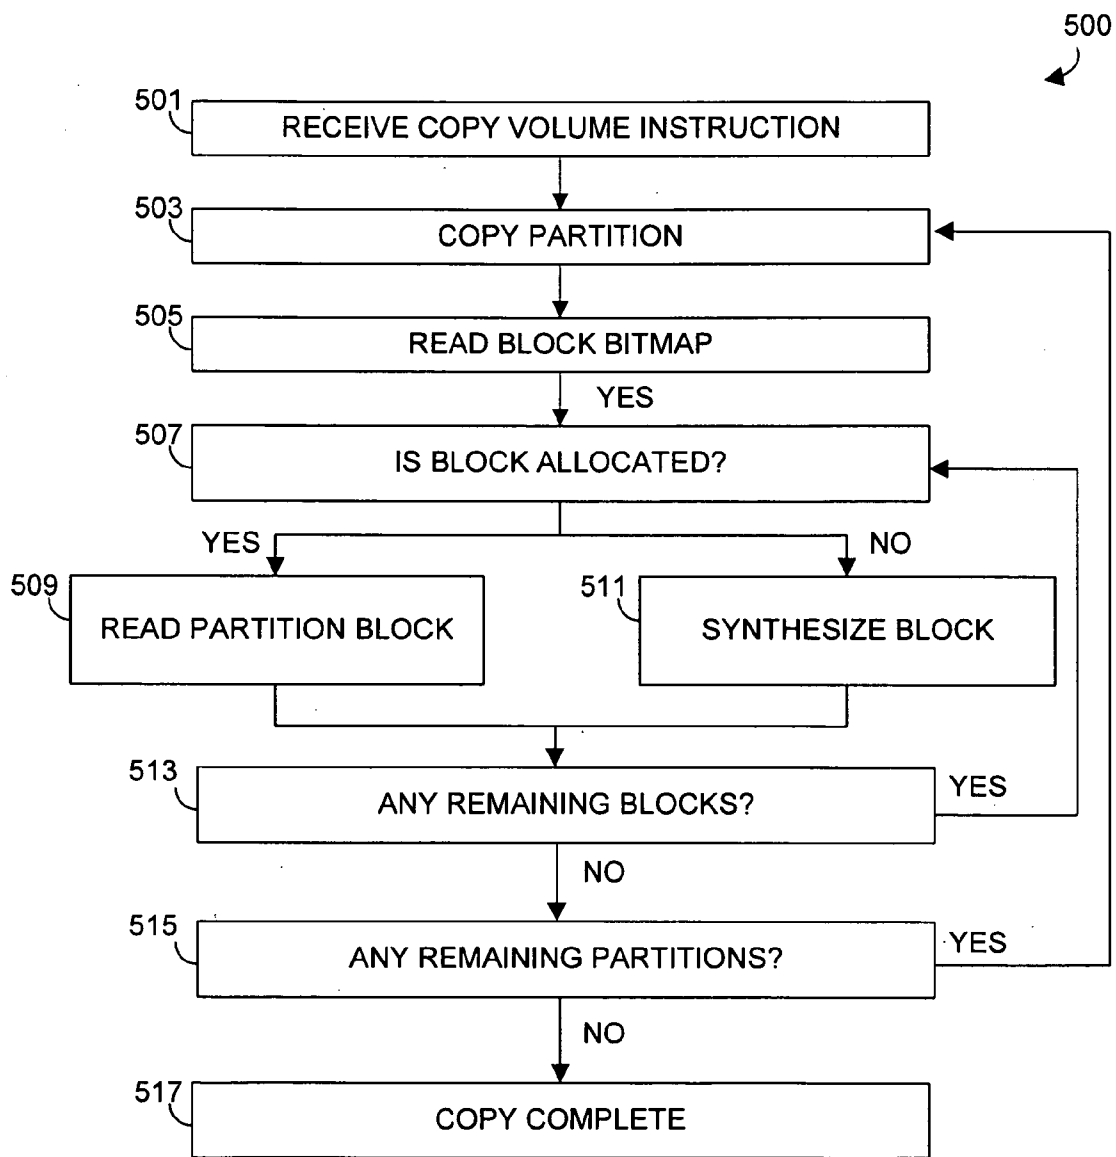 500
501
RECEIVE COPY VOLUME INSTRUCTION
503
COPY PARTITION
505
READ BLOCK BITMAP
YES
507
IS BLOCK ALLOCATED?
YES
NO
509
READ PARTITION BLOCK
511
SYNTHESIZE BLOCK
513
ANY REMAINING BLOCKS?
YES
NO
515
ANY REMAINING PARTITIONS?
YES
NO
517
COPY COMPLETE